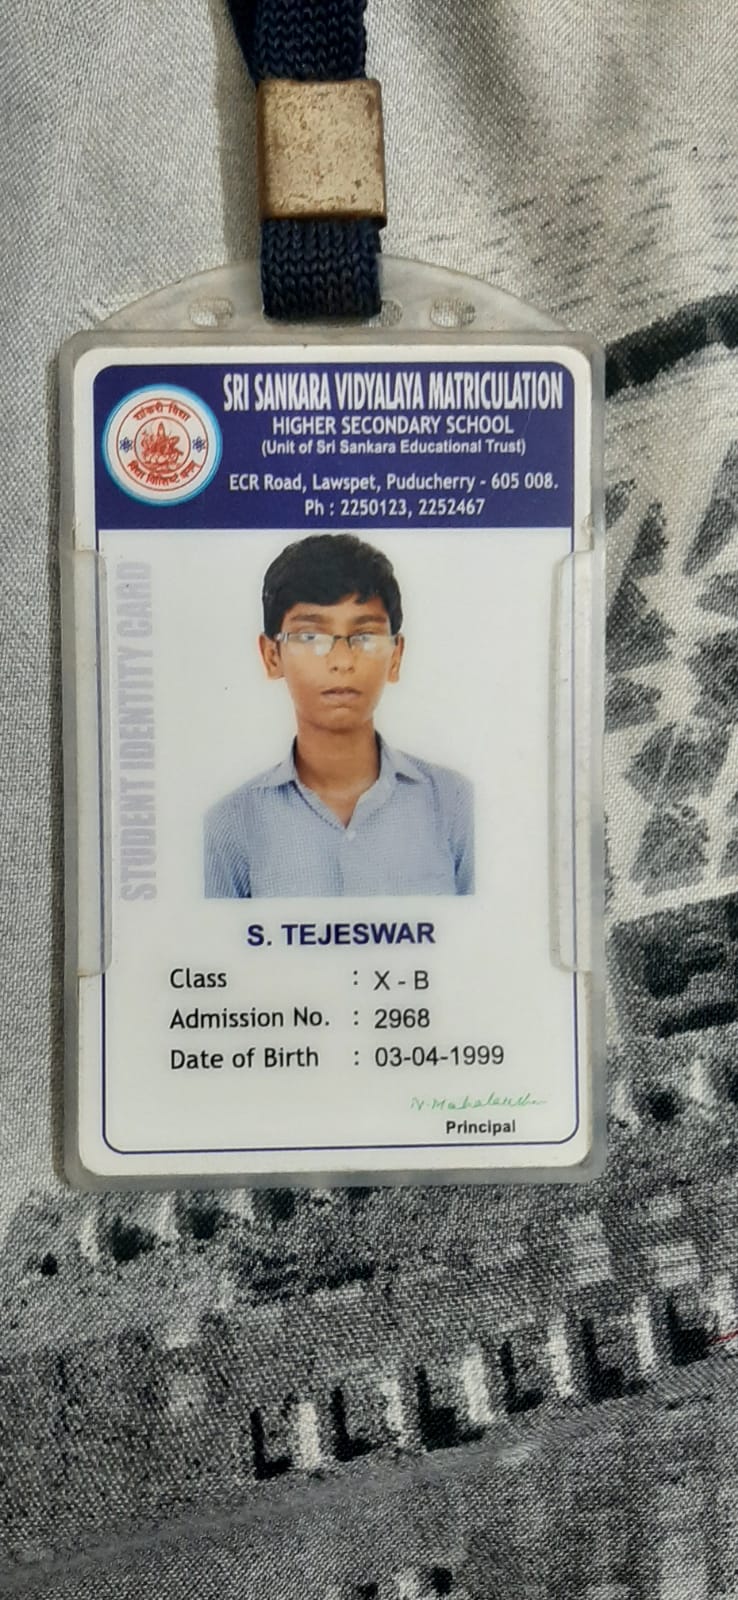 SRI SANKARA VIDYALAYA MATRICULATION
HIGHER SECONDARY SCHOOL
(Unit of Sri Sankara Educational Trust)
ECR Road, Lawspet, Puducherry - 605 008.
Ph : 2250123, 2252467
शांकरी विद्या
STUDENT IDENTITY CARD
S. TEJESWAR
Class : X - B
Admission No. : 2968
Date of Birth : 03-04-1999
Principal